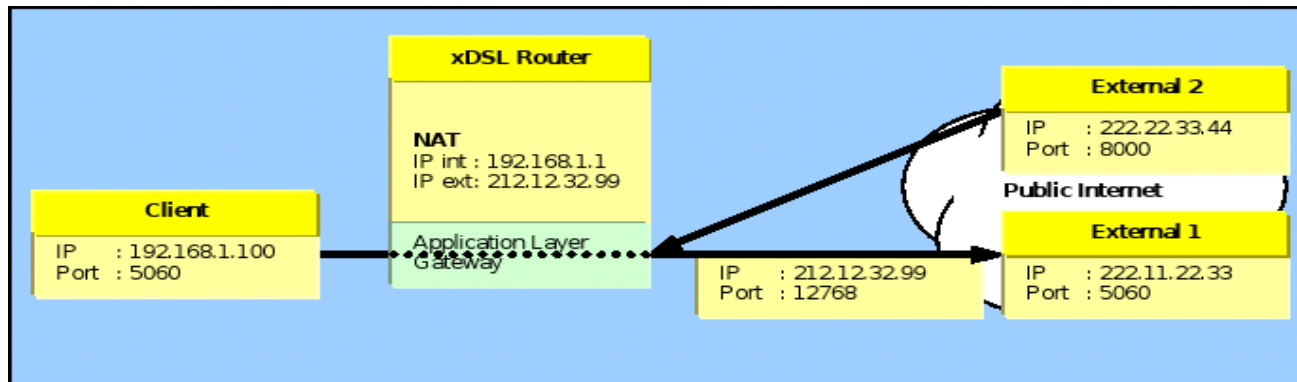 xDSL Router
NAT
IP int : 192.168.1.1
IP ext: 212.12.32.99
Application Layer
Gateway
Client
IP : 192.168.1.100
Port : 5060
IP : 212.12.32.99
Port : 12768
External 2
IP : 222.22.33.44
Port : 8000
Public Internet
External 1
IP : 222.11.22.33
Port : 5060